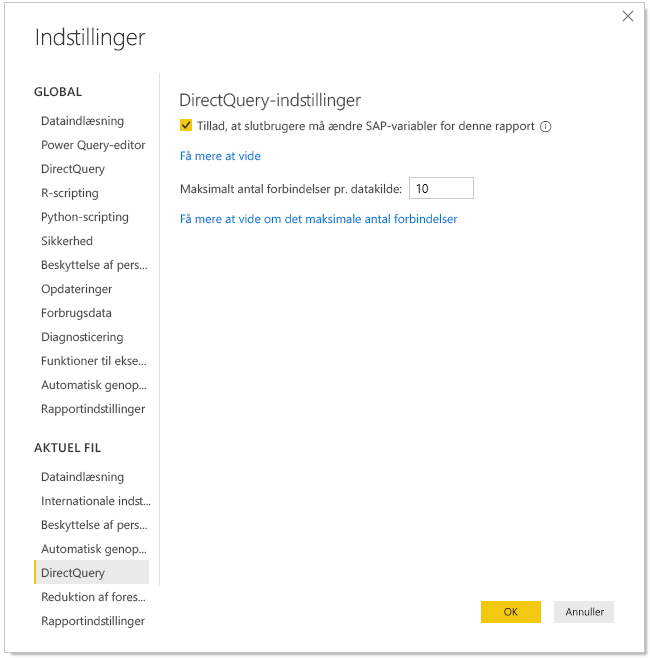 Indstillinger
GLOBAL
Dataindlæsning
Power Query-editor
DirectQuery
R-scripting
Python-scripting
Sikkerhed
Beskyttelse af pers...
Opdateringer
Forbrugsdata
Diagnosticering
Funktioner til ekse...
Automatisk genop...
Rapportindstillinger
AKTUEL FIL
Dataindlæsning
Internationale indst...
Beskyttelse af pers...
Automatisk genop...
DirectQuery
Reduktion af fores...
Rapportindstillinger
DirectQuery-indstillinger
Tillad, at slutbrugere må ændre SAP-variabler for denne rapport
Få mere at vide
Maksimalt antal forbindelser pr. datakilde: 10
Få mere at vide om det maksimale antal forbindelser
OK Annuller